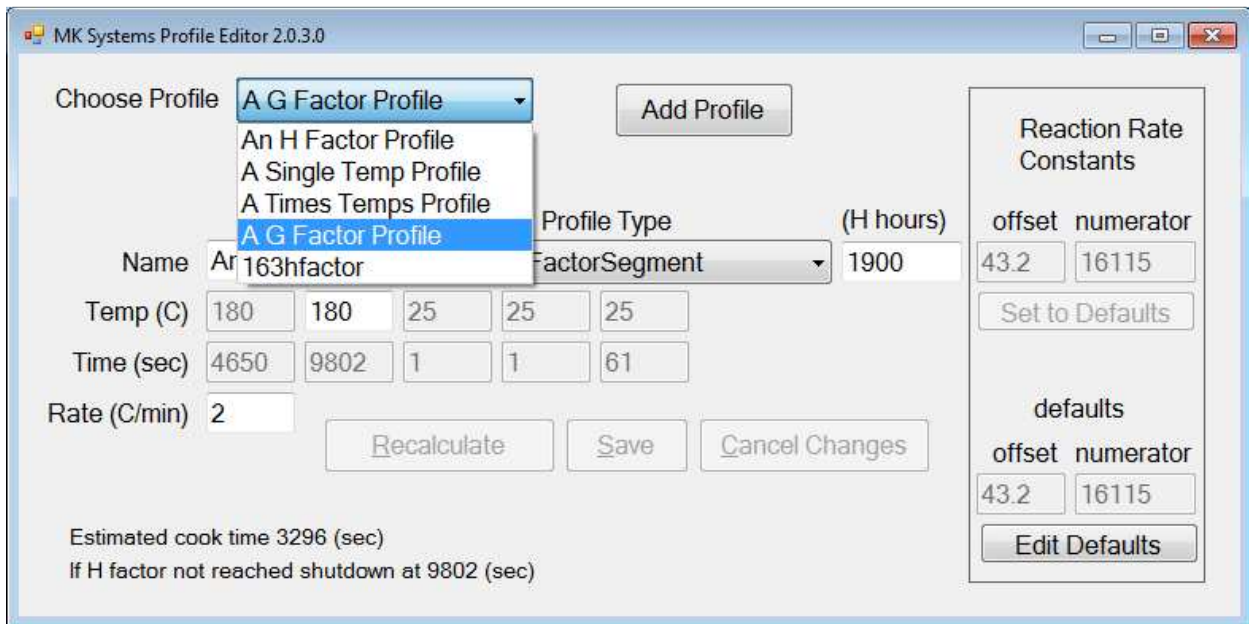 MK Systems Profile Editor 2.0.3.0
Choose Profile A G Factor Profile Add Profile
An H Factor Profile
A Single Temp Profile
A Times Temps Profile
A G Factor Profile
163hfactor
Reaction Rate
Constants
Profile Type (H hours) offset numerator
Name An FactorSegment 1900 43.2 16115
Temp (C) 180 180 25 25 25 Set to Defaults
Time (sec) 4650 9802 1 1 61
Rate (C/min) 2 defaults
Recalculate Save Cancel Changes offset numerator
43.2 16115
Estimated cook time 3296 (sec) Edit Defaults
If H factor not reached shutdown at 9802 (sec)